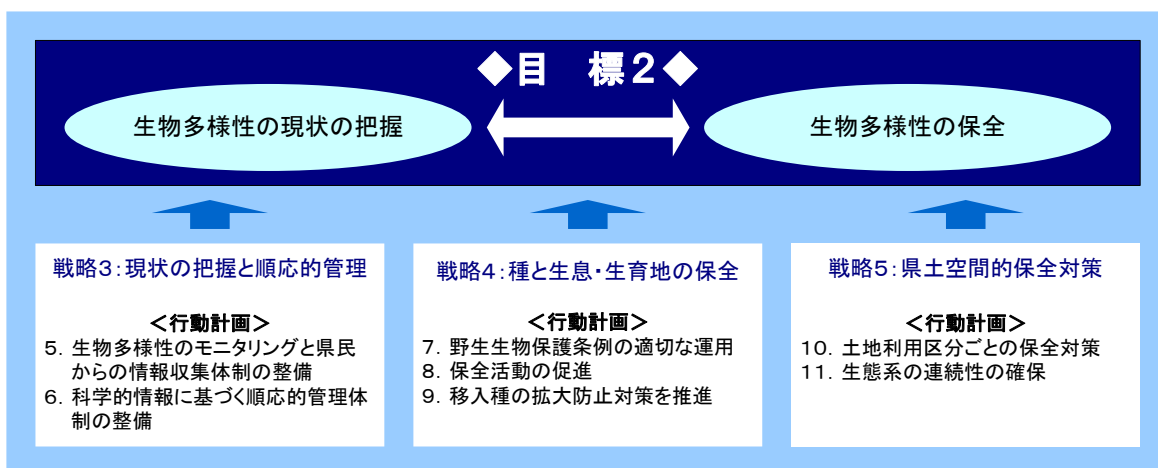 ◆目 標2◆
生物多様性の現状の把握
生物多様性の保全
戦略3:現状の把握と順応的管理
<行動計画>
5. 生物多様性のモニタリングと県民
からの情報収集体制の整備
6. 科学的情報に基づく順応的管理体
制の整備
戦略4:種と生息・生育地の保全
<行動計画>
7. 野生生物保護条例の適切な運用
8. 保全活動の促進
9. 移入種の拡大防止対策を推進
戦略5:県土空間的保全対策
<行動計画>
10. 土地利用区分ごとの保全対策
11. 生態系の連続性の確保